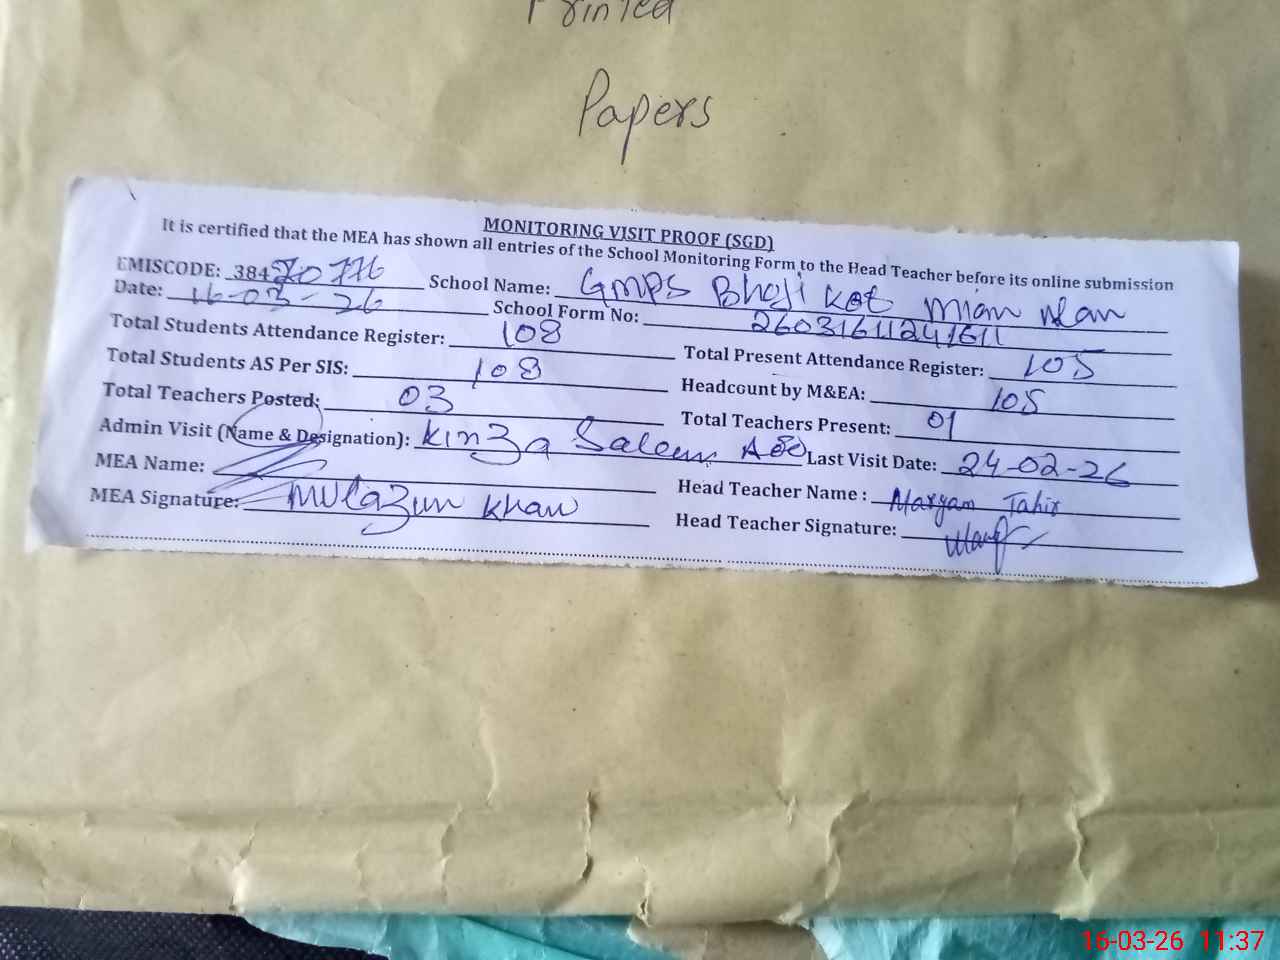 Printed
Papers
MONITORING VISIT PROOF (SGD)
It is certified that the MEA has shown all entries of the School Monitoring Form to the Head Teacher before its online submission
EMISCODE: 384 School Name: GMPS Bhoji Kot Mian
Date: 16-03-26 School Form No: 26031611241611
Total Students Attendance Register: 108 Total Present Attendance Register: 105
Total Students AS Per SIS: 108 Headcount by M&EA: 105
Total Teachers Posted: 03 Total Teachers Present: 01
Admin Visit (Name & Designation): Kinza Saleem Last Visit Date: 24-02-26
MEA Name: Head Teacher Name : Maryam Tahir
MEA Signature: Mulazum Khan Head Teacher Signature:
16-03-26 11:37